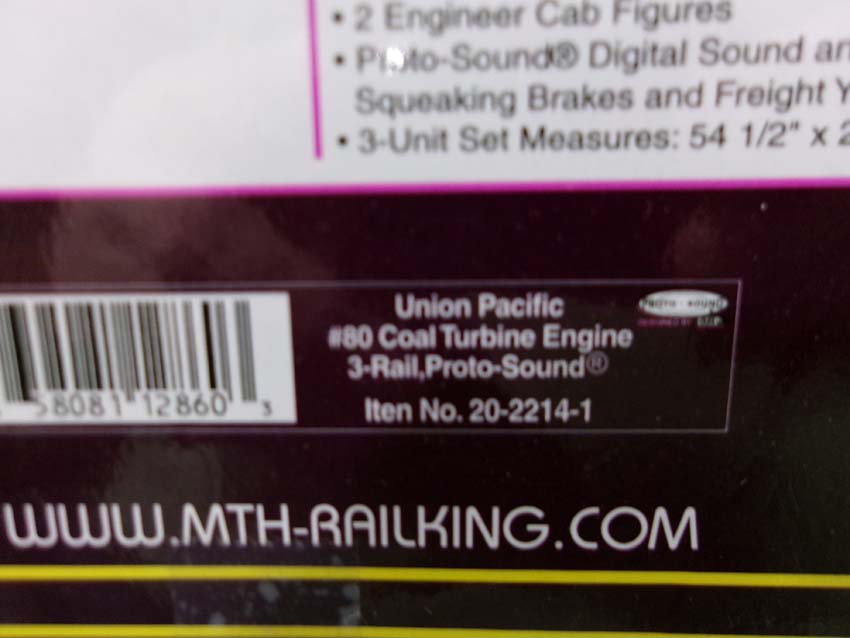 • 2 Engineer Cab Figures
• Proto-Sound® Digital Sound an
Squeaking Brakes and Freight Y
• 3-Unit Set Measures: 54 1/2" x 2
Union Pacific
#80 Coal Turbine Engine
3-Rail,Proto-Sound®
Iten No. 20-2214-1
PROTO-SOUND
58081 12860 3
WWW.MTH-RAILKING.COM